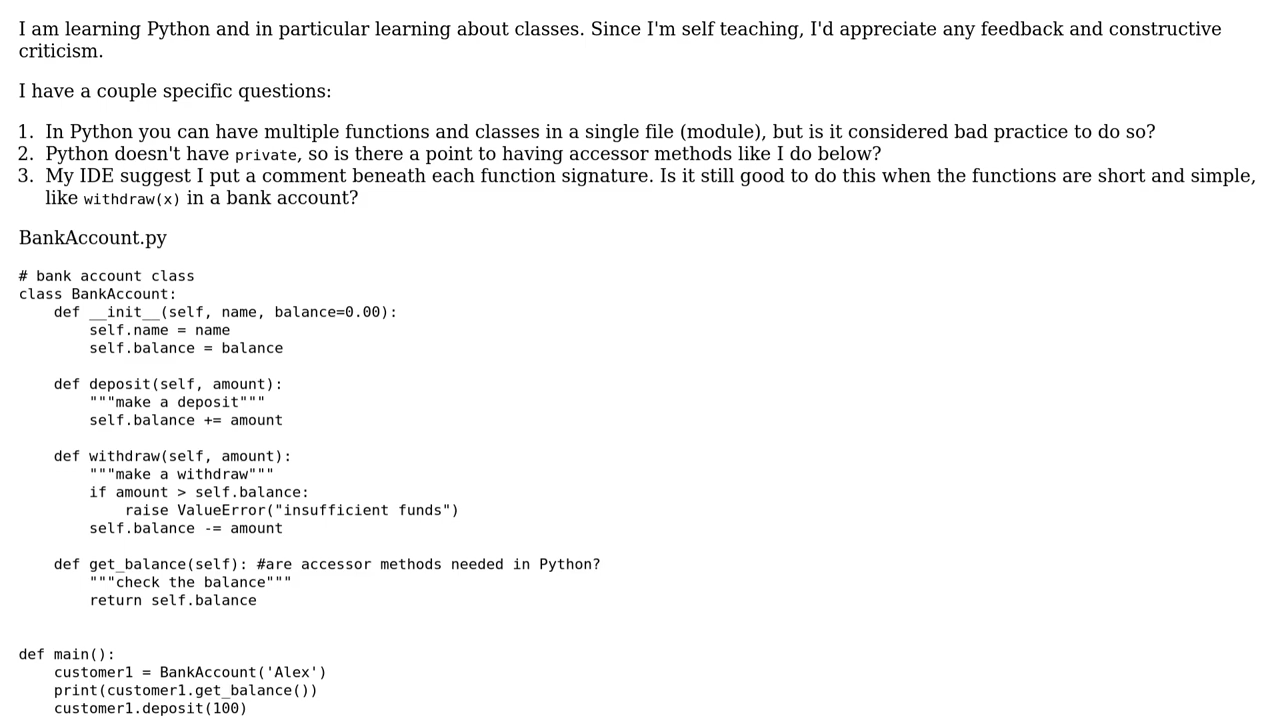 I am learning Python and in particular learning about classes. Since I'm self teaching, I'd appreciate any feedback and constructive
criticism.
I have a couple specific questions:
1. In Python you can have multiple functions and classes in a single file (module), but is it considered bad practice to do so?
2. Python doesn't have private, so is there a point to having accessor methods like I do below?
3. My IDE suggest I put a comment beneath each function signature. Is it still good to do this when the functions are short and simple,
like withdraw(x) in a bank account?
BankAccount.py
# bank account class
class BankAccount:
    def __init__(self, name, balance=0.00):
        self.name = name
        self.balance = balance
    def deposit(self, amount):
        """make a deposit"""
        self.balance += amount
    def withdraw(self, amount):
        """make a withdraw"""
        if amount > self.balance:
            raise ValueError("insufficient funds")
        self.balance -= amount
    def get_balance(self): #are accessor methods needed in Python?
        """check the balance"""
        return self.balance
def main():
    customer1 = BankAccount('Alex')
    print(customer1.get_balance())
    customer1.deposit(100)